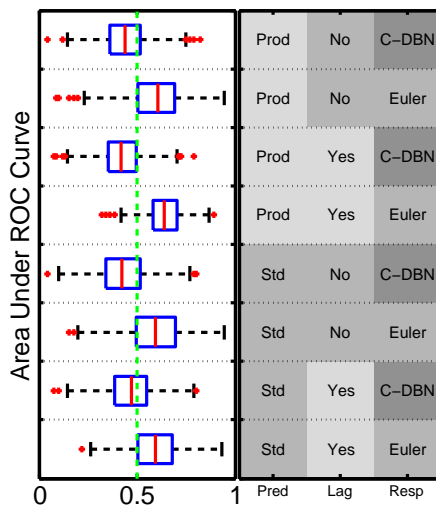 Area Under ROC Curve
Prod No C-DBN
Prod No Euler
Prod Yes C-DBN
Prod Yes Euler
Std No C-DBN
Std No Euler
Std Yes C-DBN
Std Yes Euler
0 0.5 1 Pred Lag Resp